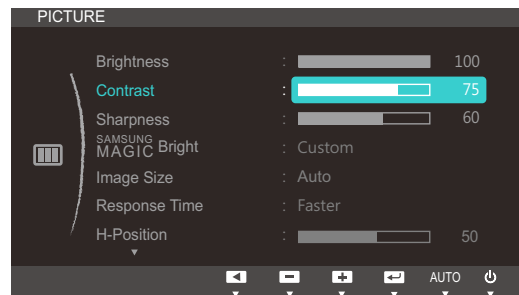 PICTURE
Brightness : 100
Contrast : 75
Sharpness : 60
SAMSUNG
MAGIC Bright : Custom
Image Size : Auto
Response Time : Faster
H-Position : 50
AUTO